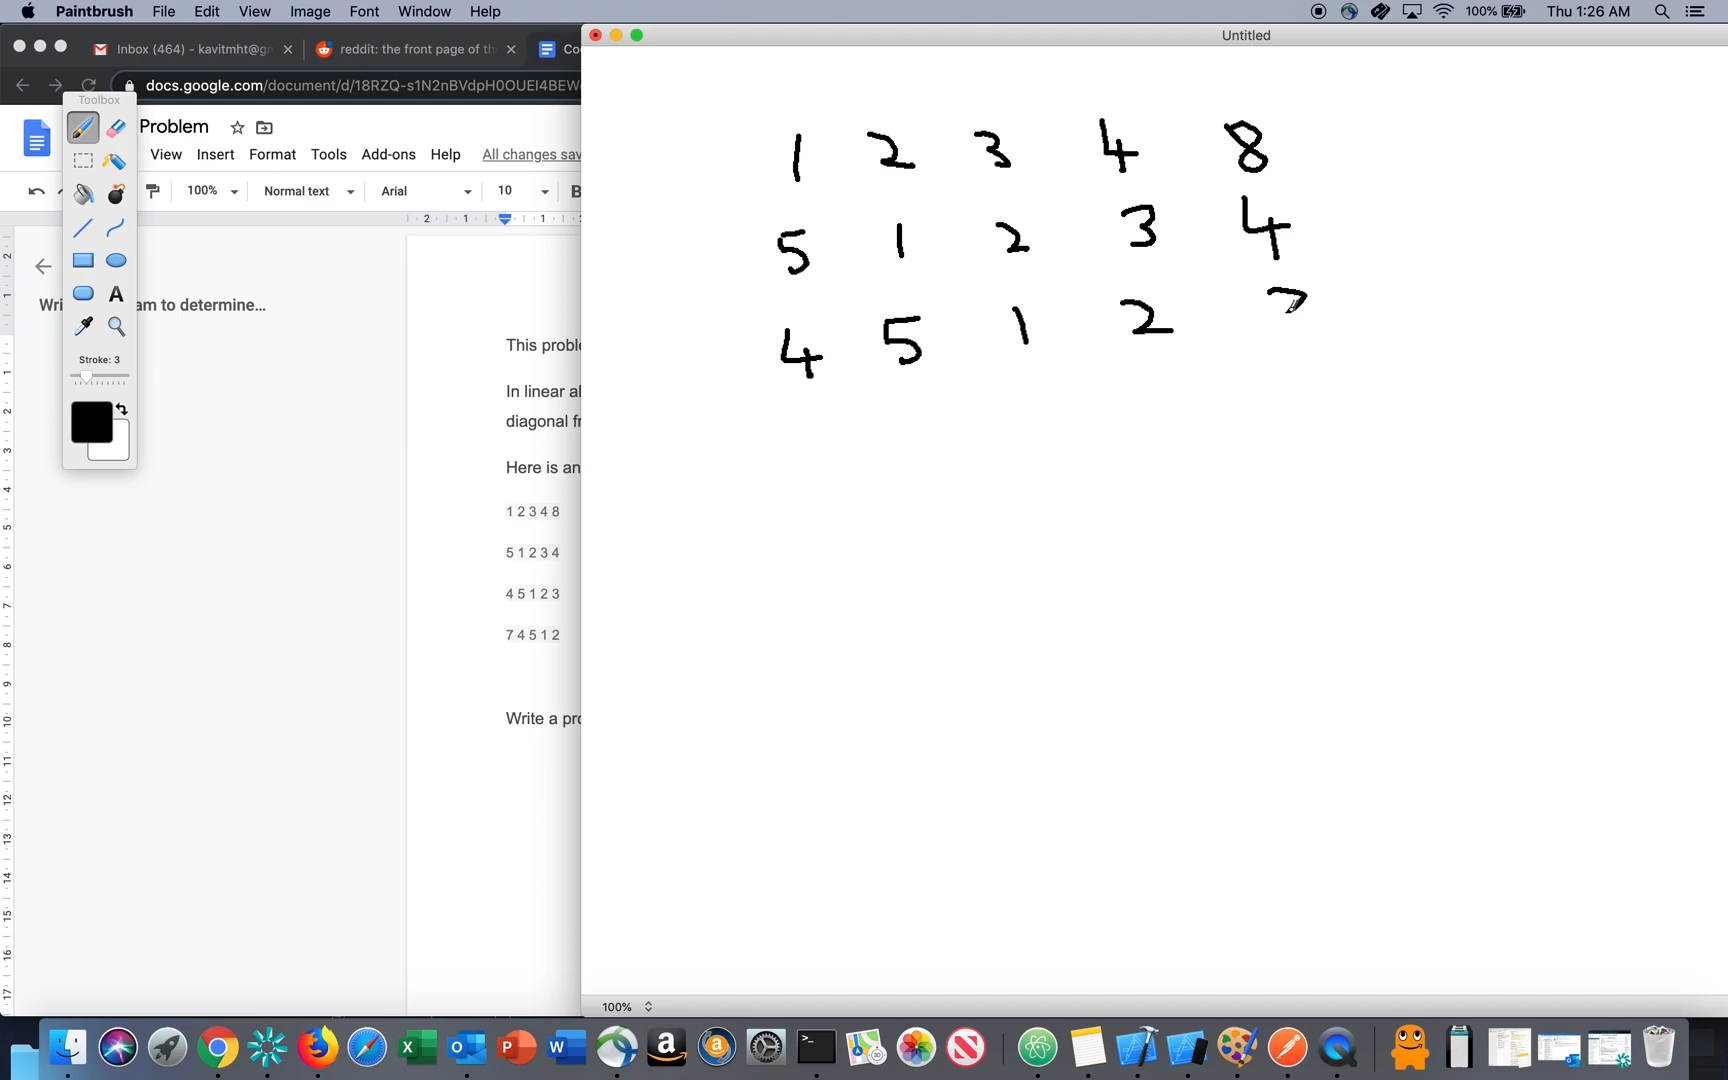 Paintbrush File Edit View Image Font Window Help 100% Thu 1:26 AM
Inbox (464) - kavitmht@gm reddit: the front page of th Co
Untitled
docs.google.com/document/d/18RZQ-s1N2nBVdpH0OUEI4BEW
Toolbox
Problem
View Insert Format Tools Add-ons Help All changes sav
100% Normal text Arial 10 B
Wri am to determine...
Stroke: 3
This proble
In linear al
diagonal fr
Here is an
1 2 3 4 8
5 1 2 3 4
4 5 1 2 3
7 4 5 1 2
Write a pro
1 2 3 4 8
5 1 2 3 4
4 5 1 2
100%